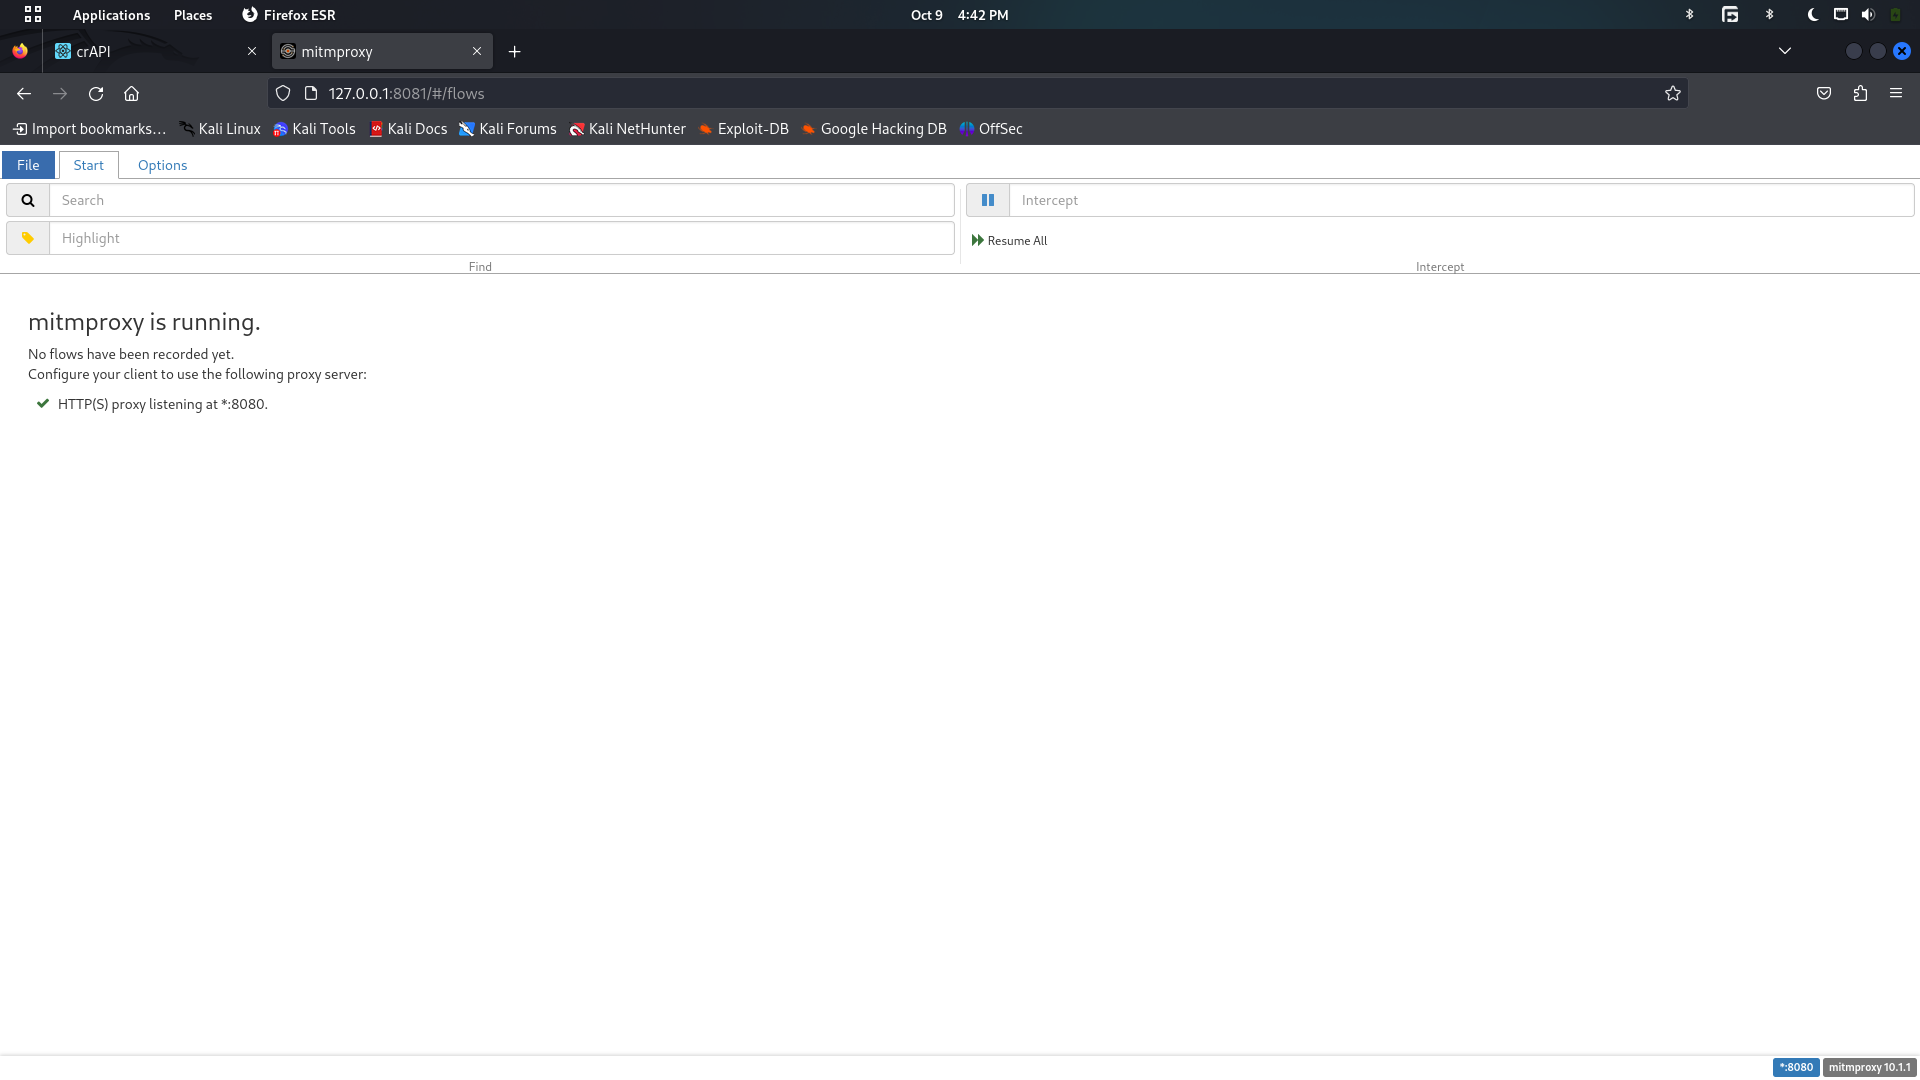 Applications Places Firefox ESR Oct 9 4:42 PM
crAPI mitmproxy
127.0.0.1:8081/#/flows
Import bookmarks... Kali Linux Kali Tools Kali Docs Kali Forums Kali NetHunter Exploit-DB Google Hacking DB OffSec
File Start Options
Search Intercept
Highlight Resume All
Find Intercept
mitmproxy is running.
No flows have been recorded yet.
Configure your client to use the following proxy server:
HTTP(S) proxy listening at *:8080.
*:8080 mitmproxy 10.1.1